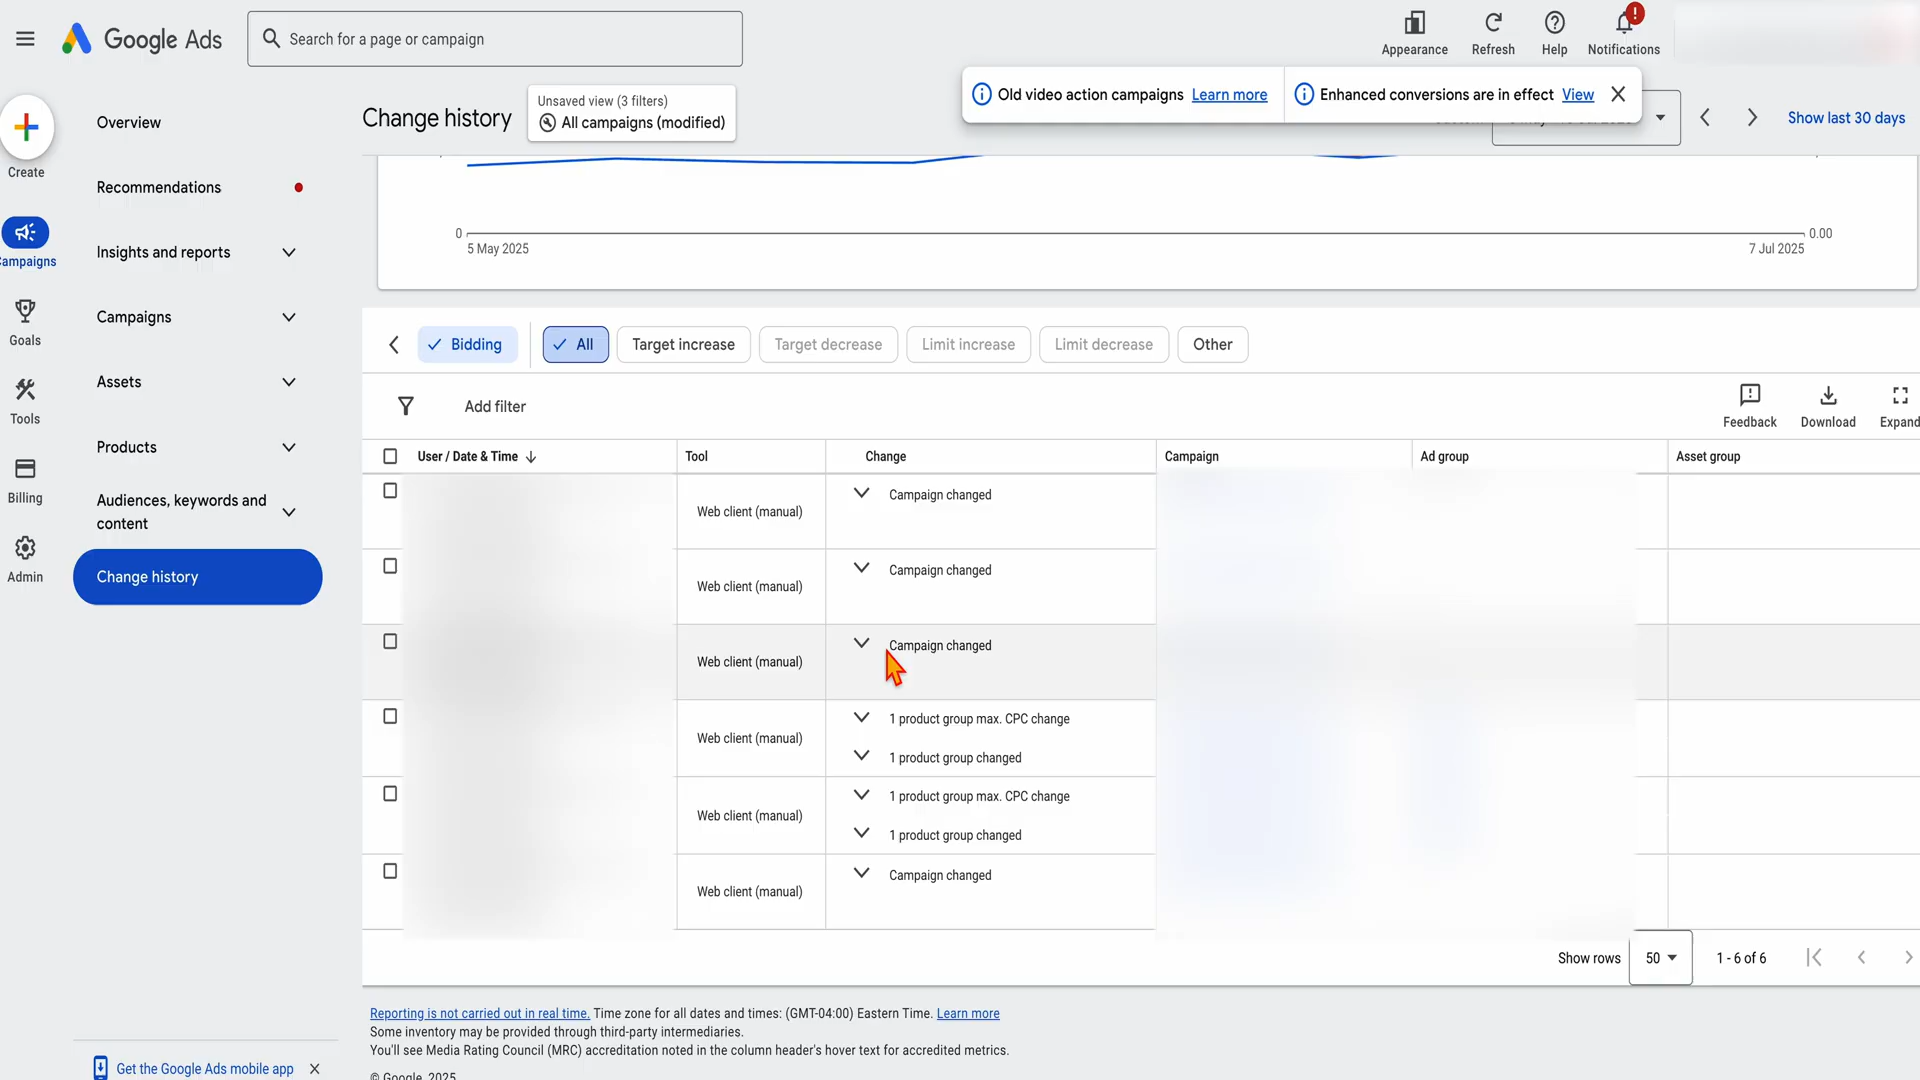 Google Ads
Search for a page or campaign
Appearance
Refresh
Help
Notifications
!
Old video action campaigns Learn more
Enhanced conversions are in effect View
Change history
Unsaved view (3 filters)
All campaigns (modified)
Show last 30 days
Create
Campaigns
Goals
Tools
Billing
Admin
Overview
Recommendations
Insights and reports
Campaigns
Assets
Products
Audiences, keywords and
content
Change history
0
0.00
5 May 2025
7 Jul 2025
Bidding
All
Target increase
Target decrease
Limit increase
Limit decrease
Other
Add filter
Feedback
Download
Expand
User / Date & Time
Tool
Change
Campaign
Ad group
Asset group
Web client (manual)
Campaign changed
Web client (manual)
Campaign changed
Web client (manual)
Campaign changed
Web client (manual)
1 product group max. CPC change
1 product group changed
Web client (manual)
1 product group max. CPC change
1 product group changed
Web client (manual)
Campaign changed
Show rows
50
1 - 6 of 6
Reporting is not carried out in real time. Time zone for all dates and times: (GMT-04:00) Eastern Time. Learn more
Some inventory may be provided through third-party intermediaries.
You'll see Media Rating Council (MRC) accreditation noted in the column header's hover text for accredited metrics.
© Google, 2025
Get the Google Ads mobile app